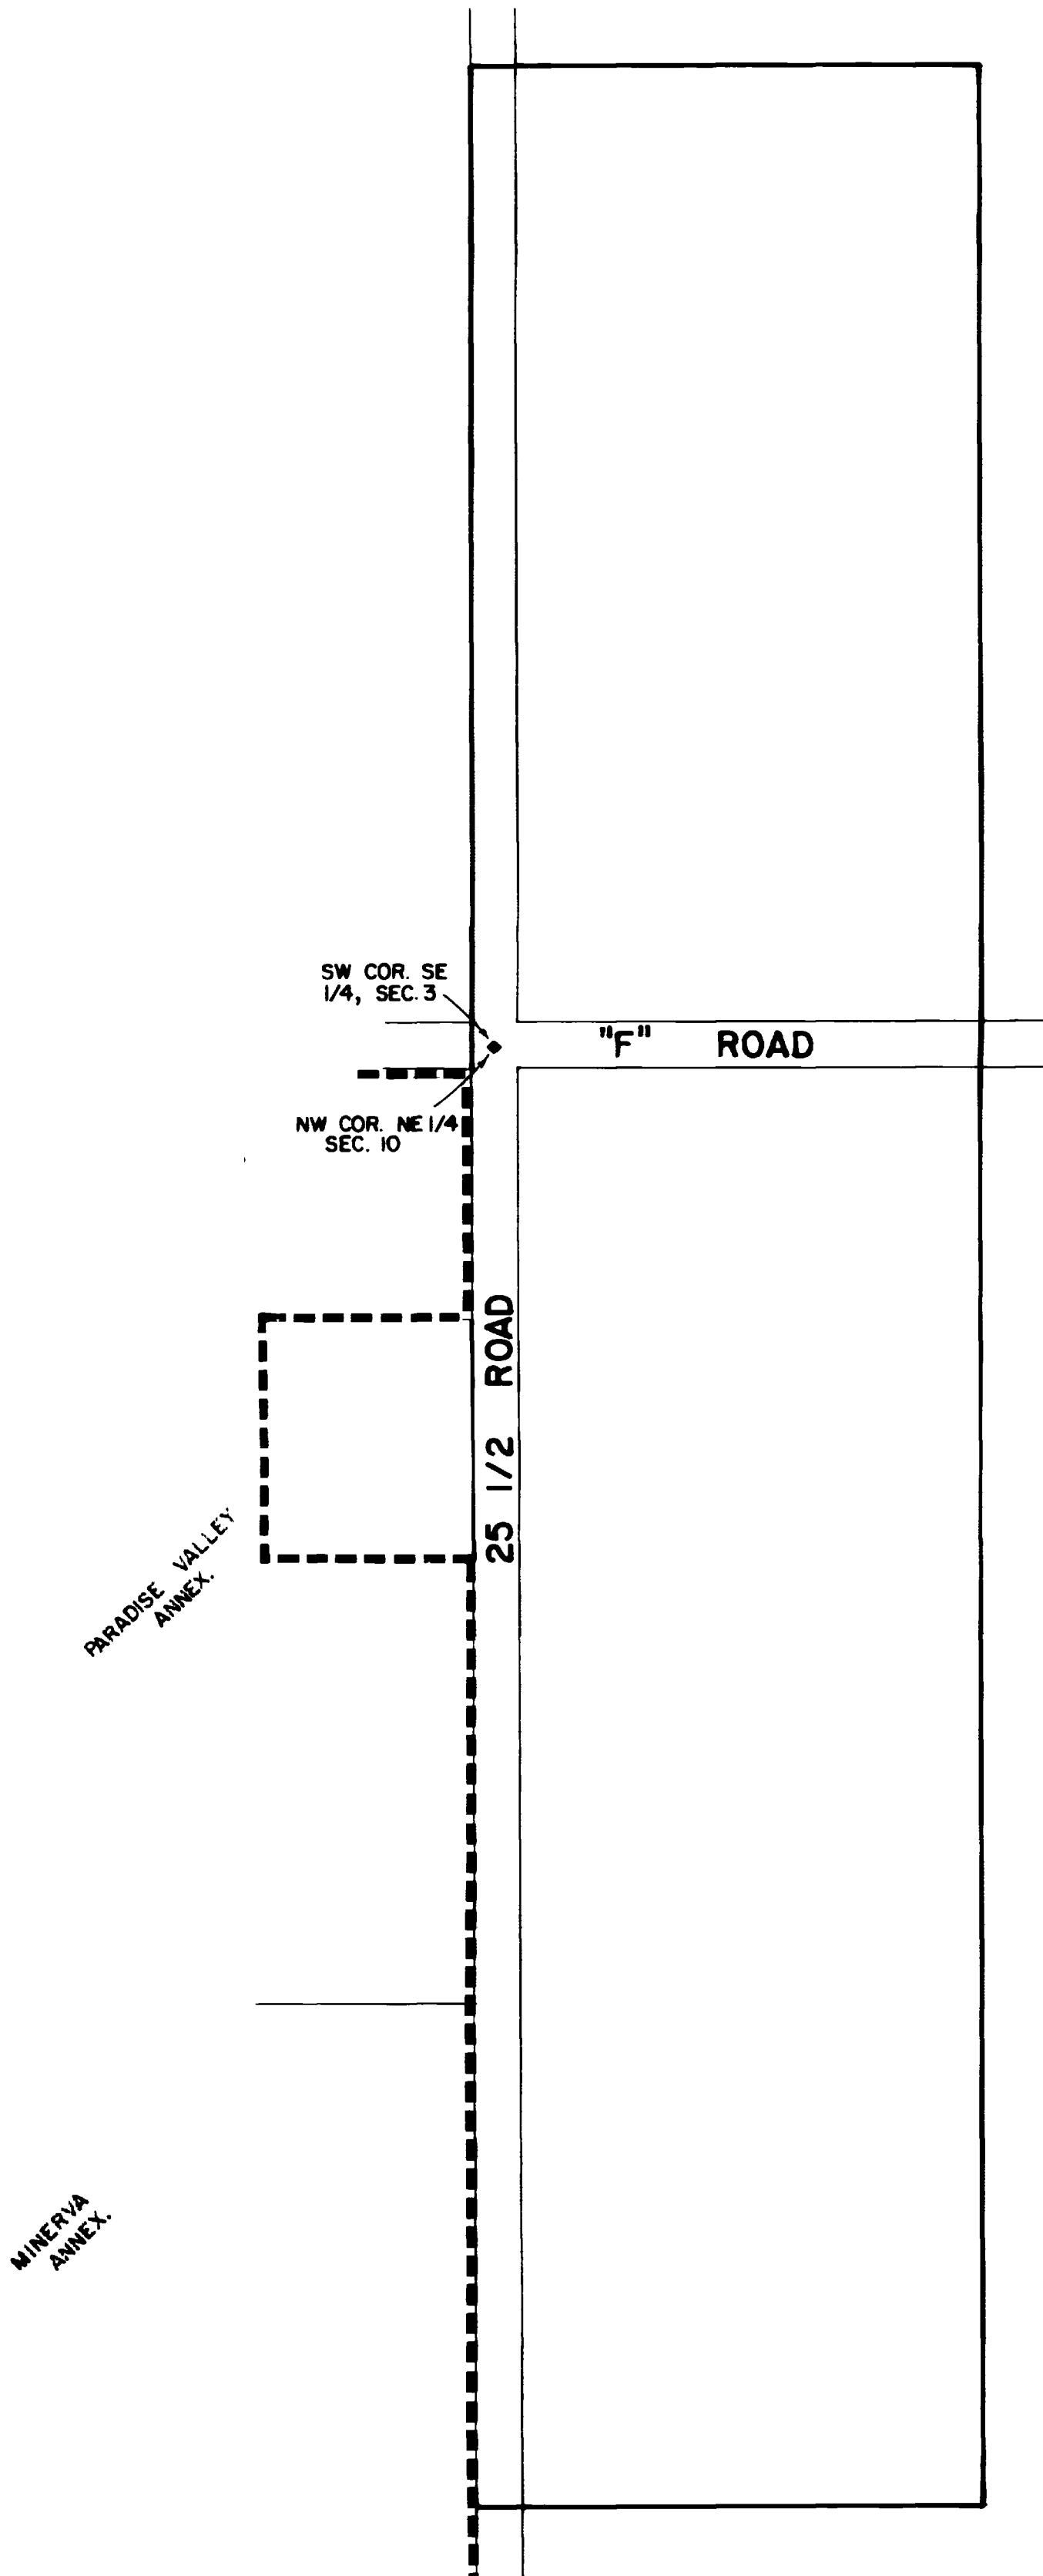 SW COR. SE
1/4, SEC. 3
"F" ROAD
NW COR. NE 1/4
SEC. 10
25 1/2 ROAD
PARADISE VALLEY
ANNEX.
MINERVA
ANNEX.